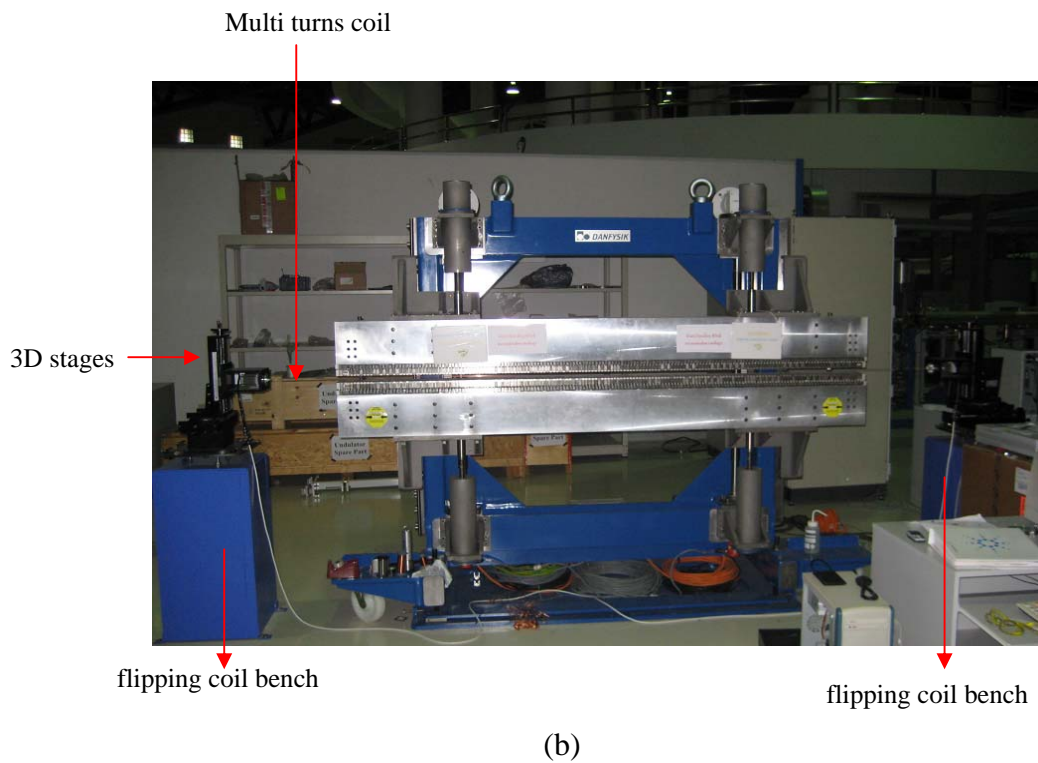 Multi turns coil
DANFYSIK
3D stages
Undulator
Spare Part
Spare Part
flipping coil bench
flipping coil bench
(b)